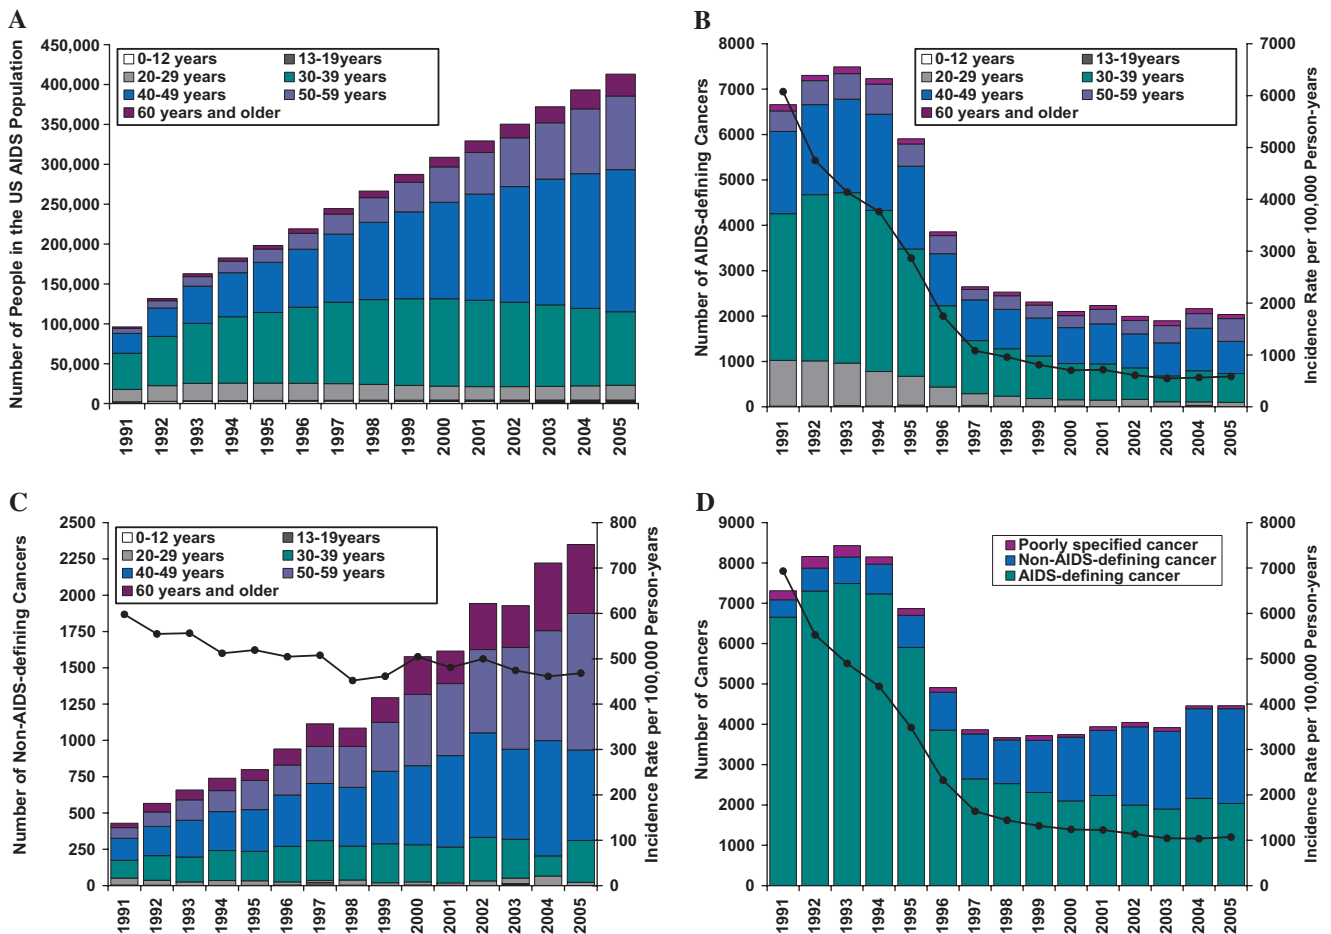 A
Number of People in the US AIDS Population
450,000
400,000
350,000
300,000
250,000
200,000
150,000
100,000
50,000
0
0-12 years 13-19years
20-29 years 30-39 years
40-49 years 50-59 years
60 years and older
1991 1992 1993 1994 1995 1996 1997 1998 1999 2000 2001 2002 2003 2004 2005
B
Number of AIDS-defining Cancers
8000
7000
6000
5000
4000
3000
2000
1000
0
0-12 years 13-19years
20-29 years 30-39 years
40-49 years 50-59 years
60 years and older
7000
6000
5000
4000
3000
2000
1000
0
Incidence Rate per 100,000 Person-years
1991 1992 1993 1994 1995 1996 1997 1998 1999 2000 2001 2002 2003 2004 2005
C
Number of Non-AIDS-defining Cancers
2500
2250
2000
1750
1500
1250
1000
750
500
250
0
0-12 years 13-19years
20-29 years 30-39 years
40-49 years 50-59 years
60 years and older
800
700
600
500
400
300
200
100
0
Incidence Rate per 100,000 Person-years
1991 1992 1993 1994 1995 1996 1997 1998 1999 2000 2001 2002 2003 2004 2005
D
Number of Cancers
9000
8000
7000
6000
5000
4000
3000
2000
1000
0
Poorly specified cancer
Non-AIDS-defining cancer
AIDS-defining cancer
8000
7000
6000
5000
4000
3000
2000
1000
0
Incidence Rate per 100,000 Person-years
1991 1992 1993 1994 1995 1996 1997 1998 1999 2000 2001 2002 2003 2004 2005